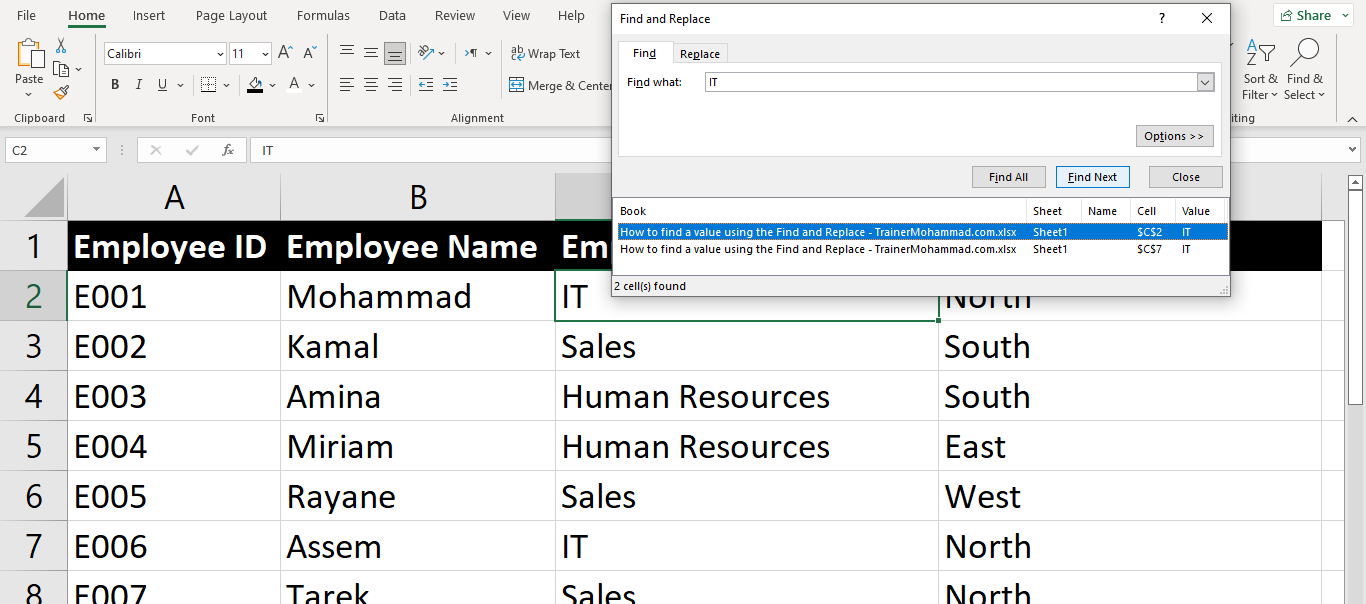 File Home Insert Page Layout Formulas Data Review View Help
Find and Replace ? ×
Share
Find Replace
Find what: IT
Options >>
Find All Find Next Close
Paste
Calibri 11 A A
ab Wrap Text
B I U A
Merge & Center
Sort & Filter
Find & Select
Clipboard Font Alignment iting
C2 fx IT
Book Sheet Name Cell Value
How to find a value using the Find and Replace - TrainerMohammad.com.xlsx Sheet1 $C$2 IT
How to find a value using the Find and Replace - TrainerMohammad.com.xlsx Sheet1 $C$7 IT
2 cell(s) found
A B
1 Employee ID Employee Name Em
2 E001 Mohammad IT North
3 E002 Kamal Sales South
4 E003 Amina Human Resources South
5 E004 Miriam Human Resources East
6 E005 Rayane Sales West
7 E006 Assem IT North
8 E007 Tarek Sales North